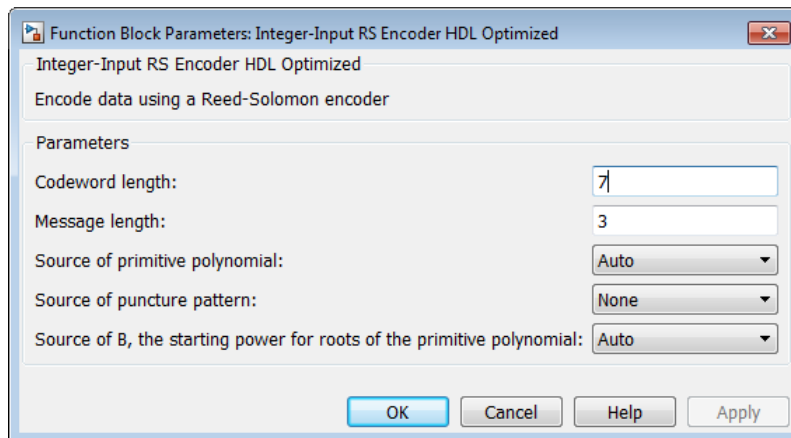 Function Block Parameters: Integer-Input RS Encoder HDL Optimized
Integer-Input RS Encoder HDL Optimized
Encode data using a Reed-Solomon encoder
Parameters
Codeword length: 7
Message length: 3
Source of primitive polynomial: Auto
Source of puncture pattern: None
Source of B, the starting power for roots of the primitive polynomial: Auto
OK Cancel Help Apply